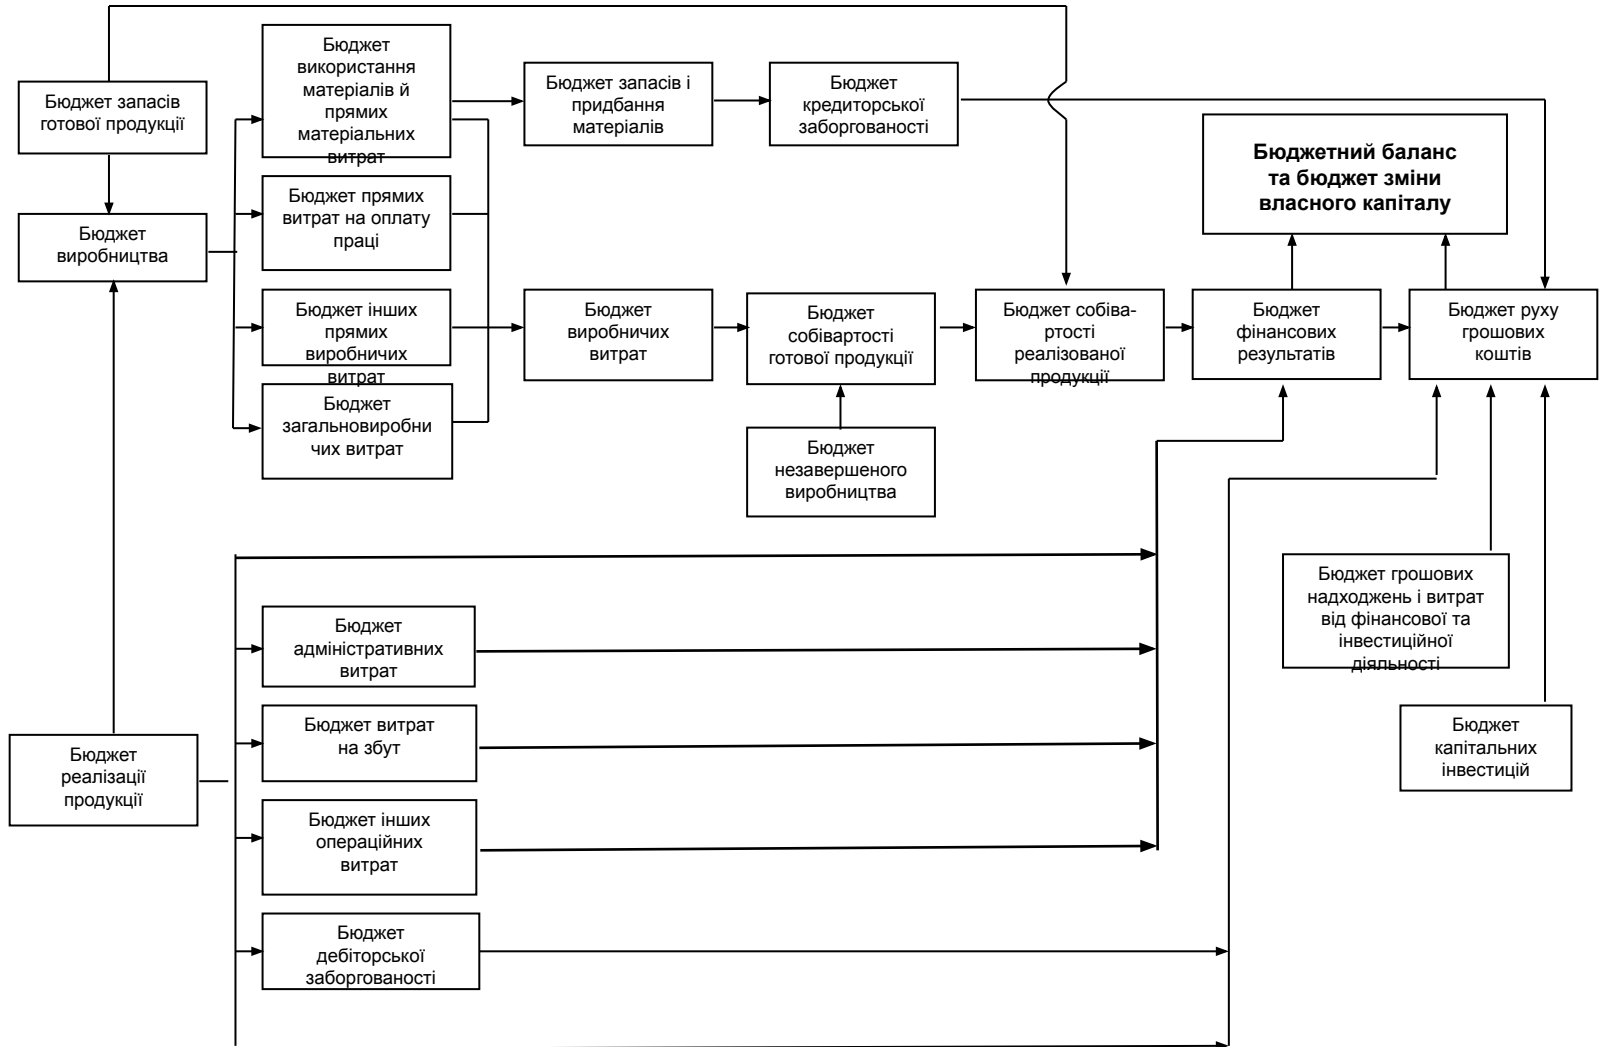 Бюджет запасів
готової продукції
Бюджет
використання
матеріалів й
прямих
матеріальних
витрат
Бюджет запасів і
придбання
матеріалів
Бюджет
кредиторської
заборгованості
Бюджетний баланс
та бюджет зміни
власного капіталу
Бюджет прямих
витрат на оплату
праці
Бюджет
виробництва
Бюджет інших
прямих
виробничих
витрат
Бюджет
виробничих
витрат
Бюджет
собівартості
готової продукції
Бюджет собіва-
ртості
реалізованої
продукції
Бюджет
фінансових
результатів
Бюджет руху
грошових
коштів
Бюджет
загальновиробни
чих витрат
Бюджет
незавершеного
виробництва
Бюджет грошових
надходжень і витрат
від фінансової та
інвестиційної
діяльності
Бюджет
адміністративних
витрат
Бюджет витрат
на збут
Бюджет
капітальних
інвестицій
Бюджет
реалізації
продукції
Бюджет інших
операційних
витрат
Бюджет
дебіторської
заборгованості